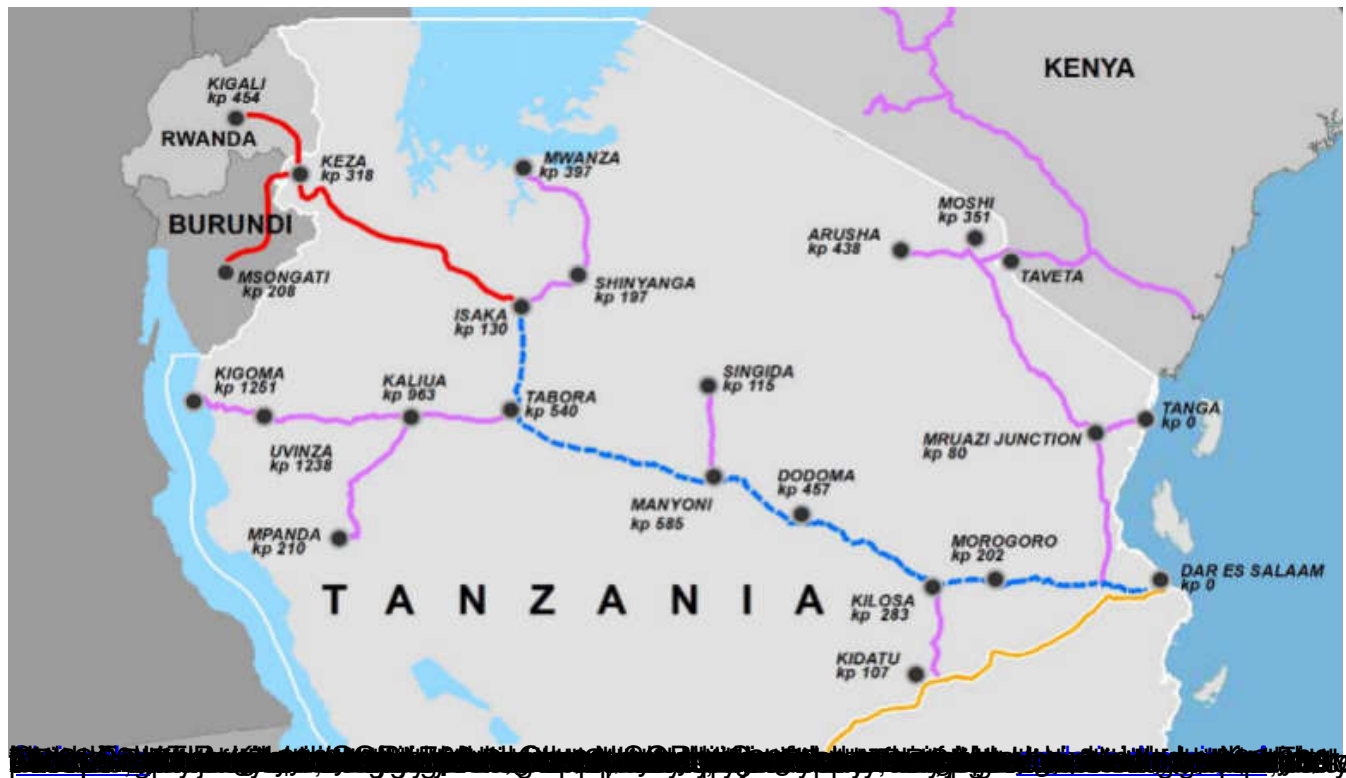 KENYA
KIGALI
kp 454
RWANDA
KEZA
kp 318
MWANZA
kp 397
BURUNDI
MOSHI
kp 351
ARUSHA
kp 438
TAVETA
MSONGATI
kp 208
SHINYANGA
kp 197
ISAKA
kp 130
KIGOMA
kp 1251
KALIUA
kp 963
SINGIDA
kp 115
TABORA
kp 540
TANGA
kp 0
MRUAZI JUNCTION
kp 80
UVINZA
kp 1238
DODOMA
kp 457
MANYONI
kp 585
MPANDA
kp 210
MOROGORO
kp 202
DAR ES SALAAM
kp 0
TANZANIA
KILOSA
kp 283
KIDATU
kp 107